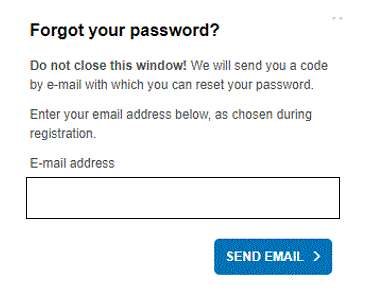 Forgot your password?
Do not close this window! We will send you a code
by e-mail with which you can reset your password.
Enter your email address below, as chosen during
registration.
E-mail address
SEND EMAIL